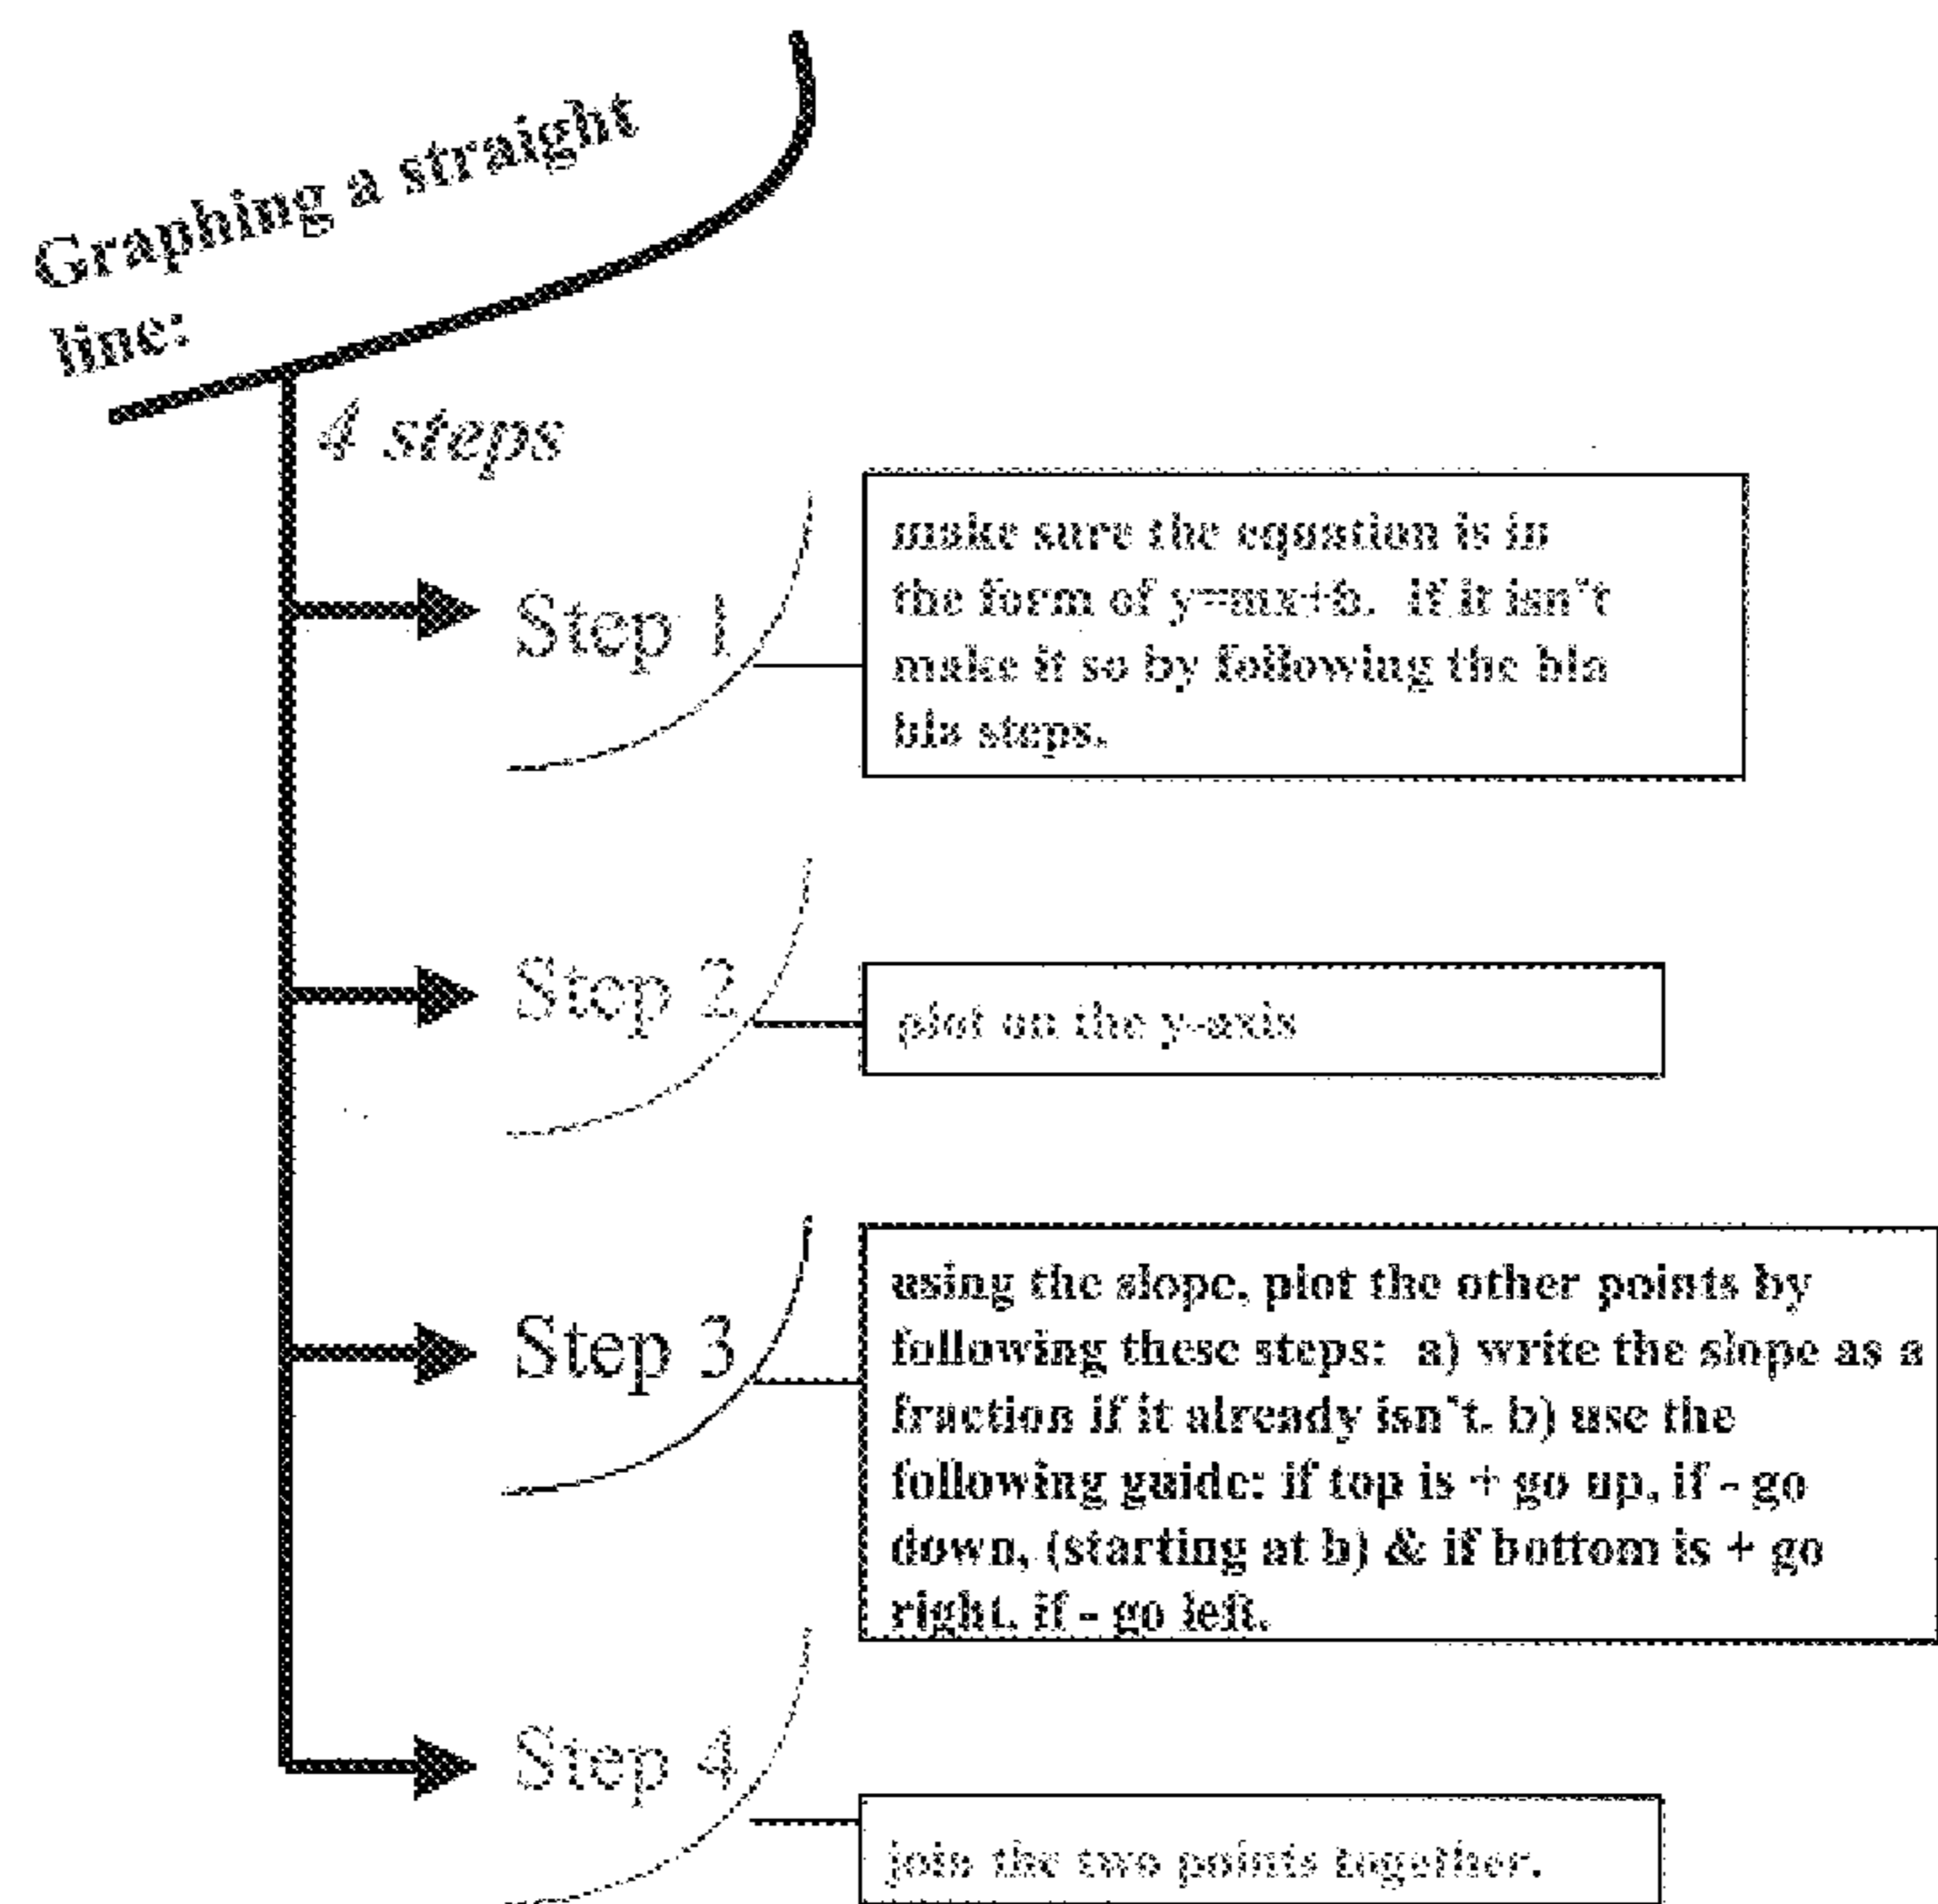 Graphing a straight
line:
4 steps
Step 1
make sure the equation is in
the form of y=mx+b. If it isn't
make it so by following the bla
bla steps.
Step 2
plot on the y-axis
Step 3
using the slope, plot the other points by
following these steps: a) write the slope as a
fraction if it already isn't. b) use the
following guide: if top is + go up, if - go
down, (starting at b) & if bottom is + go
right, if - go left.
Step 4
join the two points together.